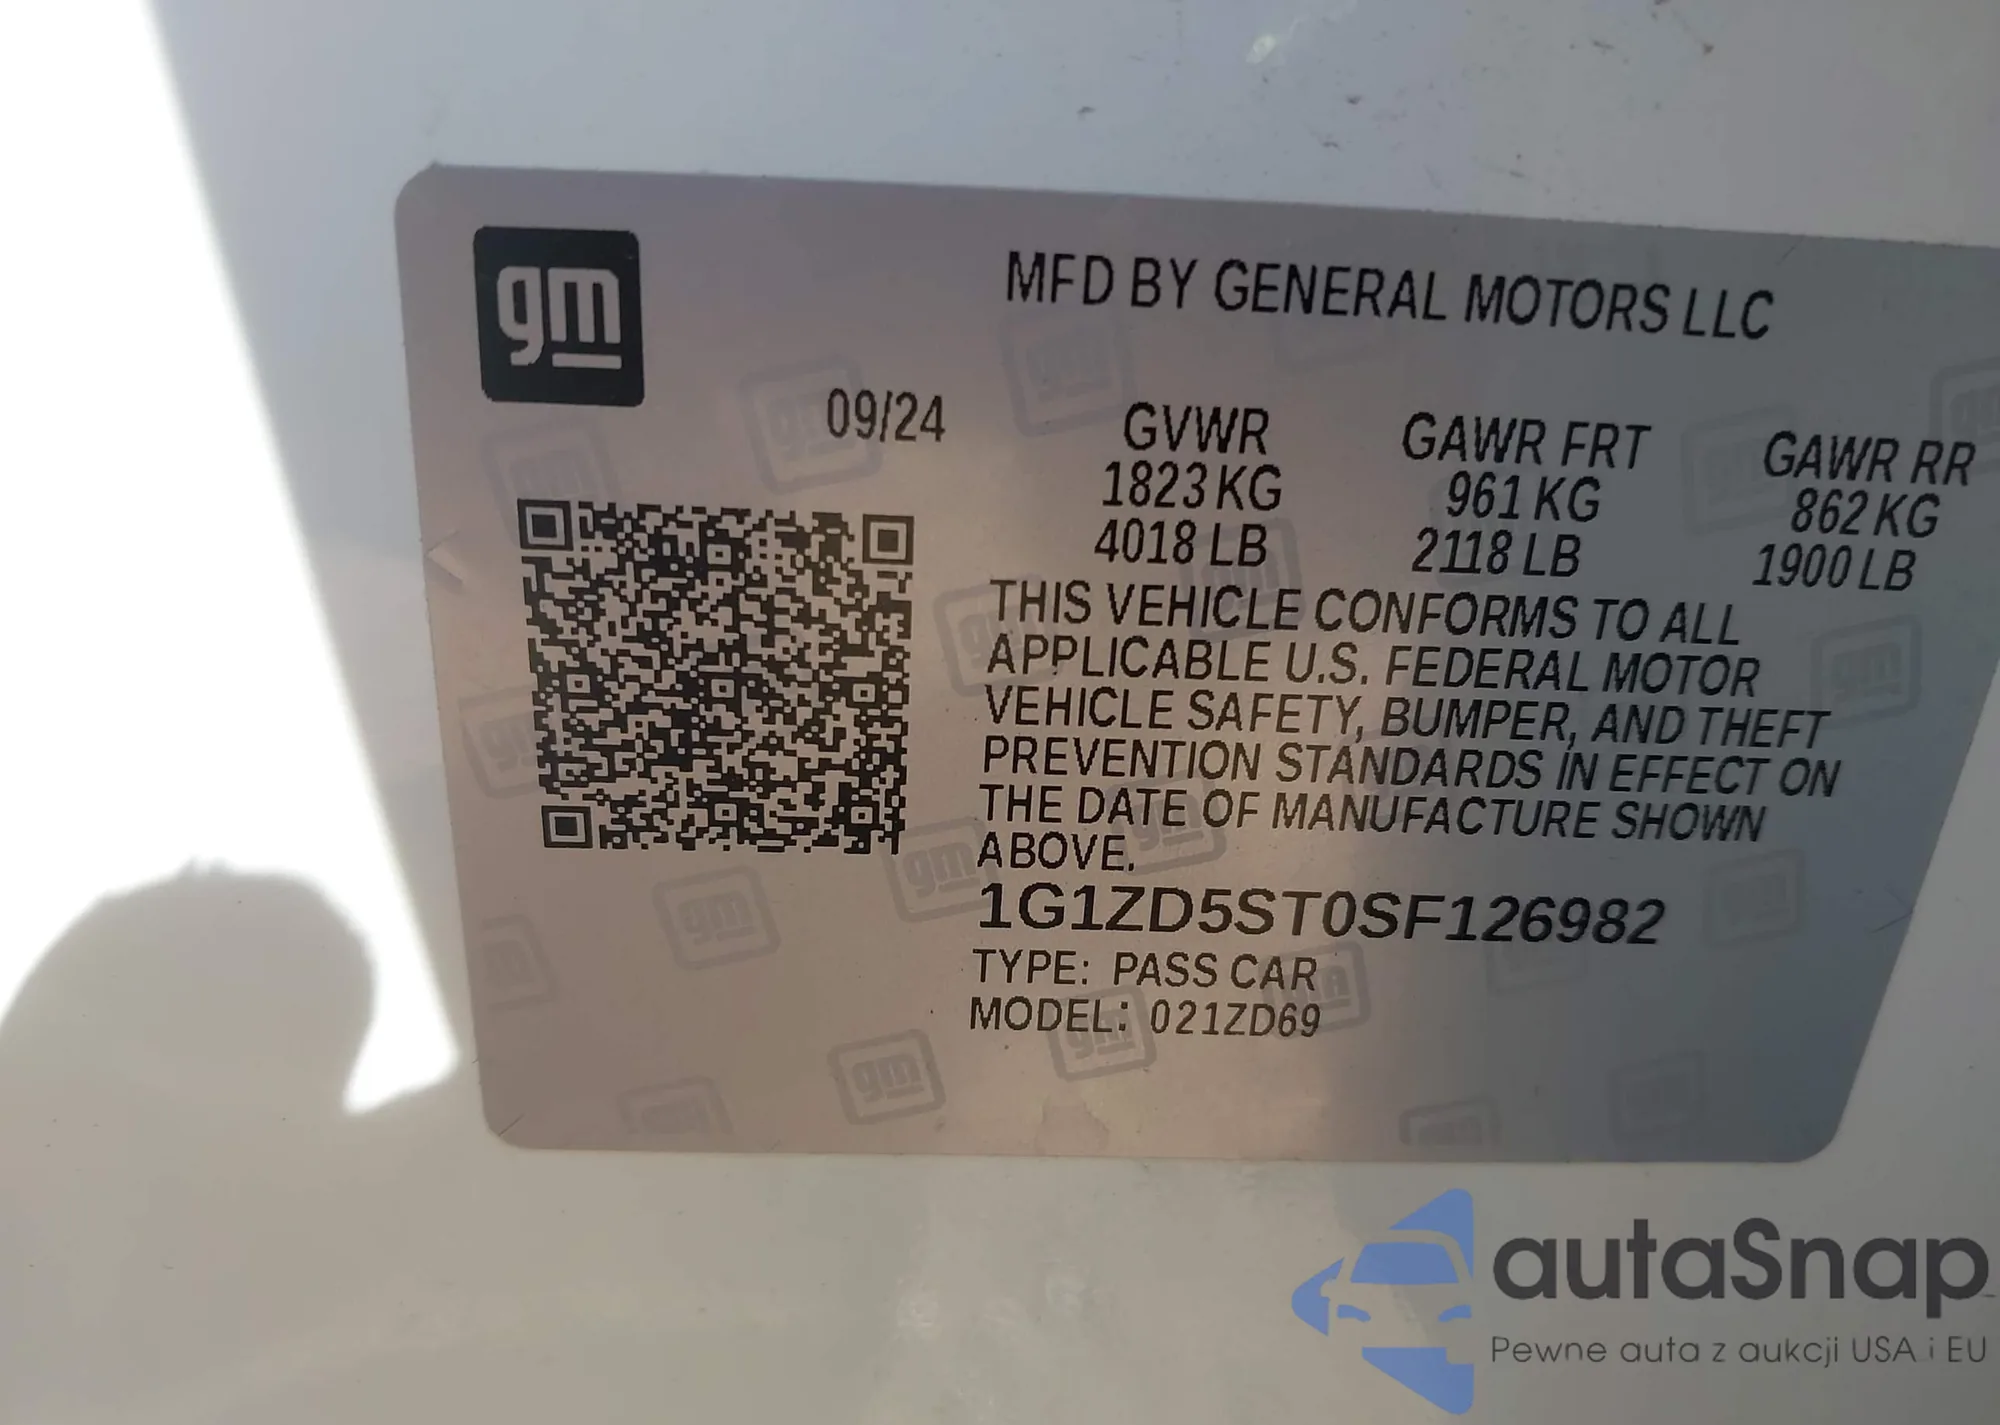 gm
MFD BY GENERAL MOTORS LLC
09/24
GVWR GAWR FRT GAWR RR
1823 KG 961 KG 862 KG
4018 LB 2118 LB 1900 LB
THIS VEHICLE CONFORMS TO ALL
APPLICABLE U.S. FEDERAL MOTOR
VEHICLE SAFETY, BUMPER, AND THEFT
PREVENTION STANDARDS IN EFFECT ON
THE DATE OF MANUFACTURE SHOWN
ABOVE.
1G1ZD5ST0SF126982
TYPE: PASS CAR
MODEL: 021ZD69
autaSnap
Pewne auta z aukcji USA i EU